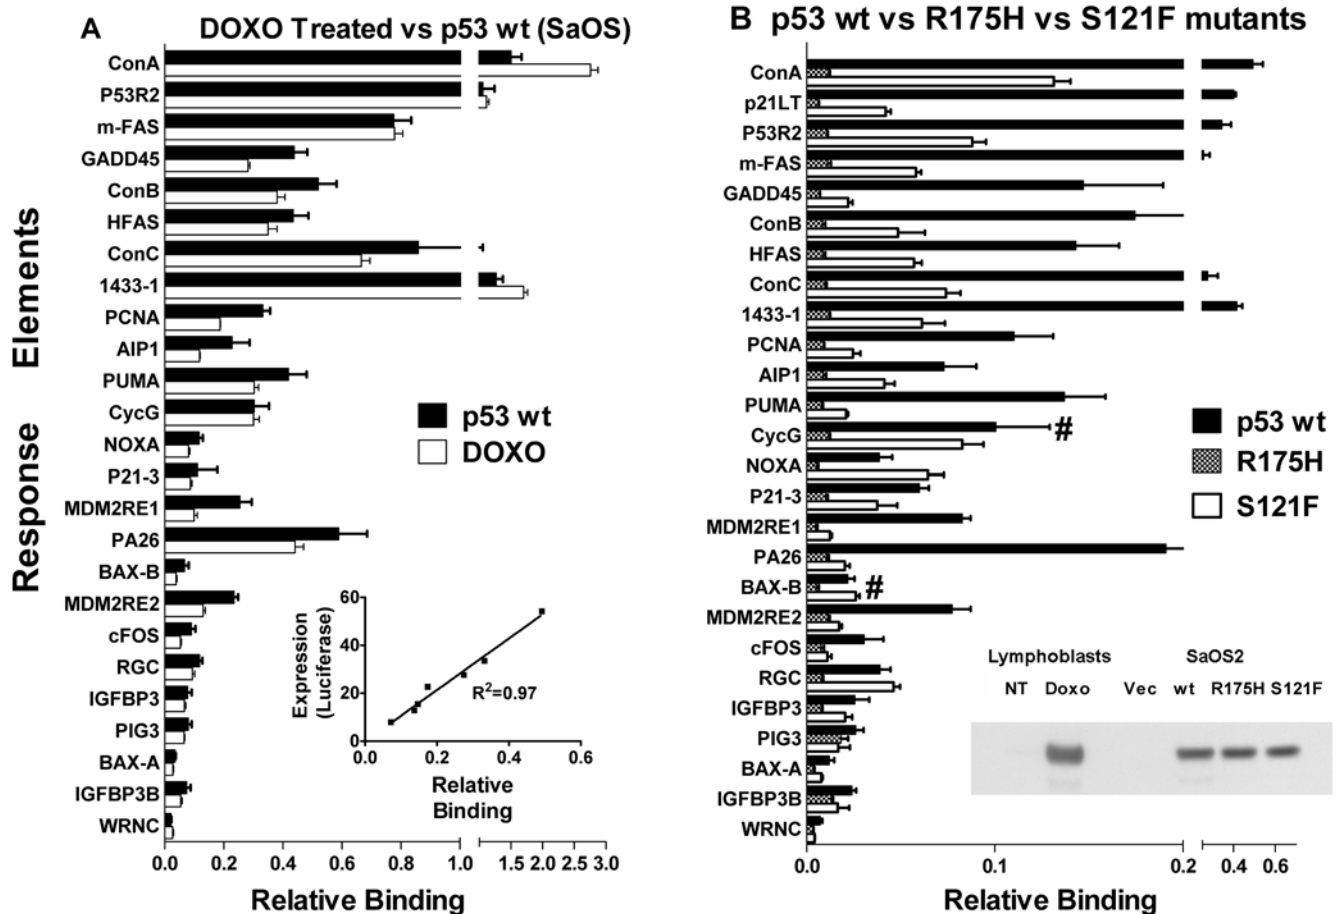 A DOXO Treated vs p53 wt (SaOS)
Response Elements
ConA
P53R2
m-FAS
GADD45
ConB
HFAS
ConC
1433-1
PCNA
AIP1
PUMA
CycG
NOXA
P21-3
MDM2RE1
PA26
BAX-B
MDM2RE2
cFOS
RGC
IGFBP3
PIG3
BAX-A
IGFBP3B
WRNC
p53 wt
DOXO
Expression
(Luciferase)
60
40
20
0
R²=0.97
0.0 0.2 0.4 0.6
Relative
Binding
0.0 0.2 0.4 0.6 0.8 1.0 1.5 2.0 2.5 3.0
Relative Binding
B p53 wt vs R175H vs S121F mutants
ConA
p21LT
P53R2
m-FAS
GADD45
ConB
HFAS
ConC
1433-1
PCNA
AIP1
PUMA
CycG #
NOXA
P21-3
MDM2RE1
PA26
BAX-B #
MDM2RE2
cFOS
RGC
IGFBP3
PIG3
BAX-A
IGFBP3B
WRNC
p53 wt
R175H
S121F
Lymphoblasts SaOS2
NT Doxo Vec wt R175H S121F
0.0 0.1 0.2 0.4 0.6
Relative Binding